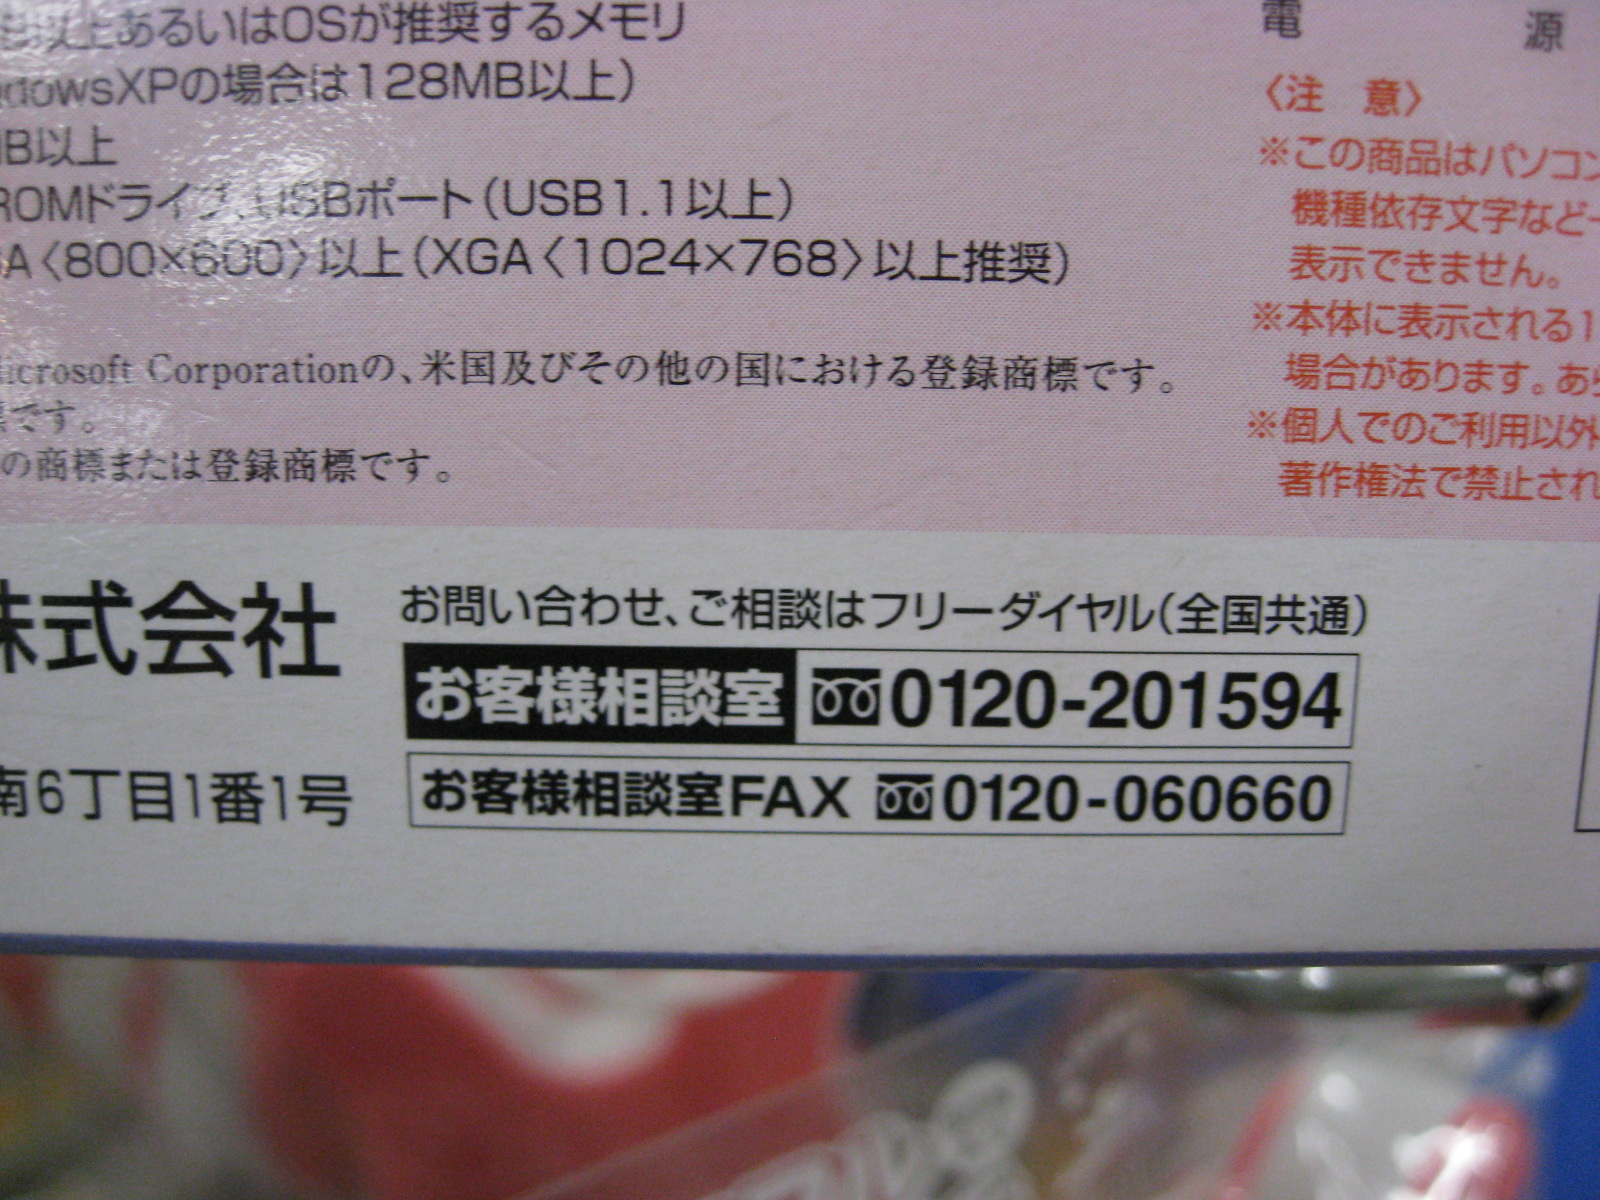 以上あるいはOSが推奨するメモリ
dowsXPの場合は128MB以上）
B以上
ROMドライブ、USBポート（USB1.1以上）
A〈800×600〉以上（XGA〈1024×768〉以上推奨）
icrosoft Corporationの、米国及びその他の国における登録商標です。
標です。
の商標または登録商標です。
電 源
〈注 意〉
※この商品はパソコン
機種依存文字など
表示できません。
※本体に表示される1
場合があります。あら
※個人でのご利用以外
著作権法で禁止され
株式会社
南6丁目1番1号
お問い合わせ、ご相談はフリーダイヤル（全国共通）
お客様相談室 0120-201594
お客様相談室FAX 0120-060660